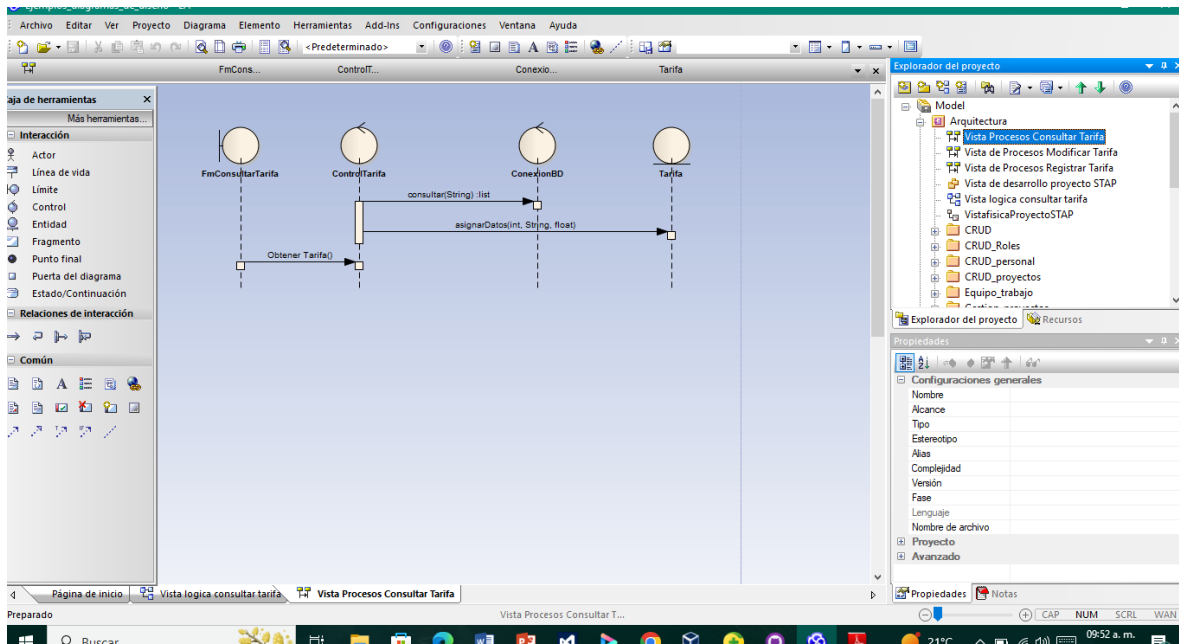 Ejemplos_diagramas_de_diseño - EA
Archivo Editar Ver Proyecto Diagrama Elemento Herramientas Add-Ins Configuraciones Ventana Ayuda
<Predeterminado>
FmCons... ControlT... Conexio... Tarifa
Explorador del proyecto
aja de herramientas
Más herramientas...
Interacción
Actor
Línea de vida
Límite
Control
Entidad
Fragmento
Punto final
Puerta del diagrama
Estado/Continuación
Relaciones de interacción
Común
FmConsultarTarifa
ControlTarifa
ConexionBD
Tarifa
consultar(String) :list
asignarDatos(int, String, float)
Obtener Tarifa()
Model
Arquitectura
Vista Procesos Consultar Tarifa
Vista de Procesos Modificar Tarifa
Vista de Procesos Registrar Tarifa
Vista de desarrollo proyecto STAP
Vista logica consultar tarifa
VistafisicaProyectoSTAP
CRUD
CRUD_Roles
CRUD_personal
CRUD_proyectos
Equipo_trabajo
Explorador del proyecto Recursos
Propiedades
Configuraciones generales
Nombre
Alcance
Tipo
Estereotipo
Alias
Complejidad
Versión
Fase
Lenguaje
Nombre de archivo
Proyecto
Avanzado
Página de inicio Vista logica consultar tarifa Vista Procesos Consultar Tarifa
Propiedades Notas
Preparado Vista Procesos Consultar T... CAP NUM SCRL WAN
Buscar 21°C 09:52 a. m.